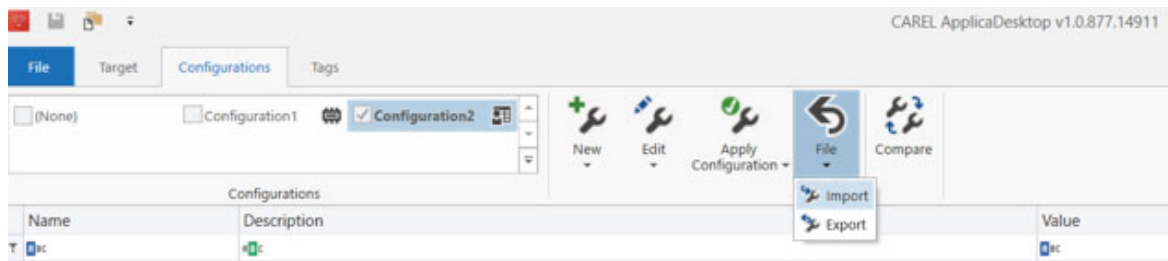 CAREL ApplicaDesktop v1.0.877.14911
File Target Configurations Tags
(None) Configuration1 Configuration2
New Edit Apply Configuration File Compare
Import
Export
Configurations
Name Description Value